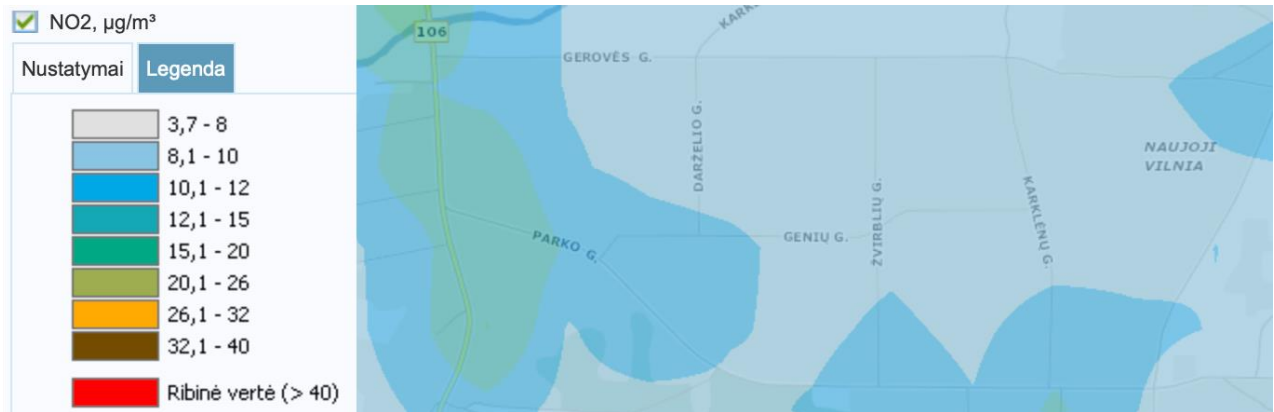 NO2, µg/m³
Nustatymai Legenda
3,7 - 8
8,1 - 10
10,1 - 12
12,1 - 15
15,1 - 20
20,1 - 26
26,1 - 32
32,1 - 40
Ribinė vertė (> 40)
106
GEROVĖS G.
DARŽELIO G.
NAUJOJI
VILNIA
KARKLĖNŲ G.
ŽVIRBLIŲ G.
PARKO G.
GENIŲ G.